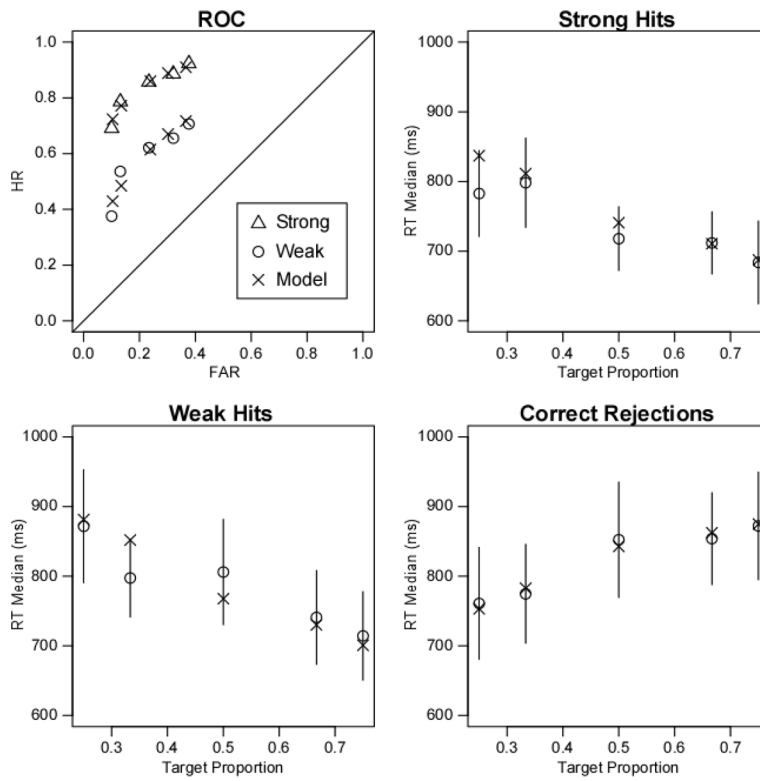 ROC
1.0
0.8
0.6
0.4
0.2
0.0
HR
Strong
Weak
Model
0.0 0.2 0.4 0.6 0.8 1.0
FAR
Strong Hits
1000
900
800
700
600
RT Median (ms)
0.3 0.4 0.5 0.6 0.7
Target Proportion
Weak Hits
1000
900
800
700
600
RT Median (ms)
0.3 0.4 0.5 0.6 0.7
Target Proportion
Correct Rejections
1000
900
800
700
600
RT Median (ms)
0.3 0.4 0.5 0.6 0.7
Target Proportion